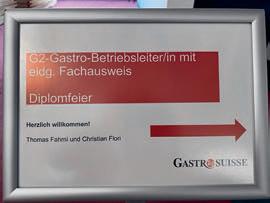 G2-Gastro-Betriebsleiter/in mit
eidg. Fachausweis
Diplomfeier
Herzlich willkommen!
Thomas Fahrni und Christian Flori
GASTROSUISSE